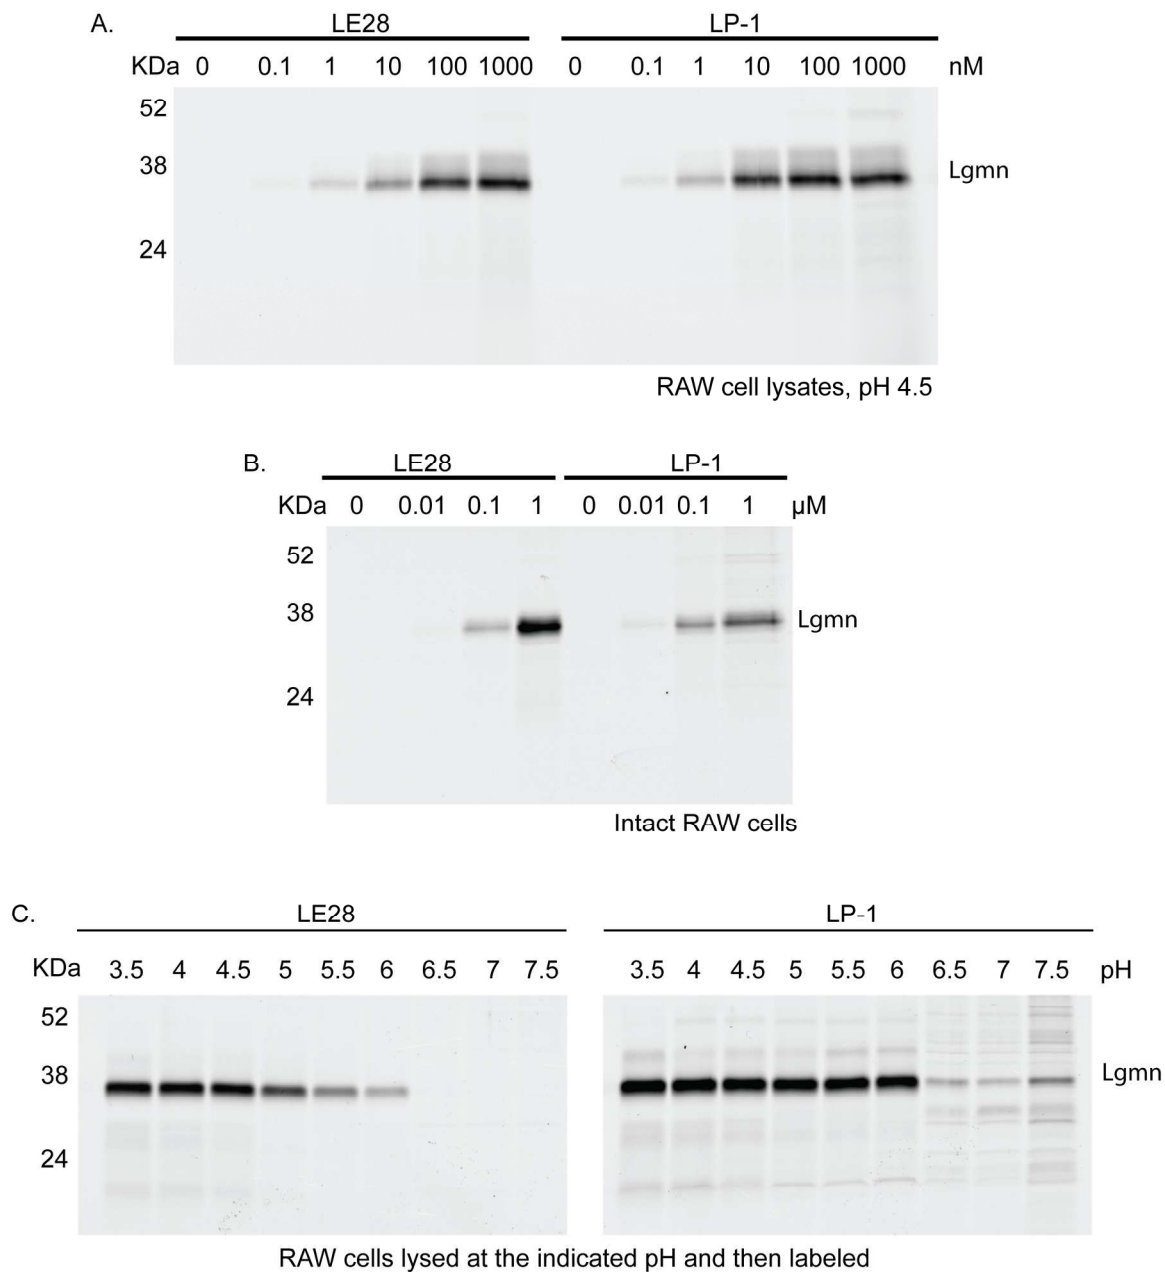 A. LE28 LP-1
KDa 0 0.1 1 10 100 1000 0 0.1 1 10 100 1000 nM
52
38 Lgmn
24
RAW cell lysates, pH 4.5
B. LE28 LP-1
KDa 0 0.01 0.1 1 0 0.01 0.1 1 µM
52
38 Lgmn
24
Intact RAW cells
C. LE28 LP-1
KDa 3.5 4 4.5 5 5.5 6 6.5 7 7.5 3.5 4 4.5 5 5.5 6 6.5 7 7.5 pH
52
38 Lgmn
24
RAW cells lysed at the indicated pH and then labeled